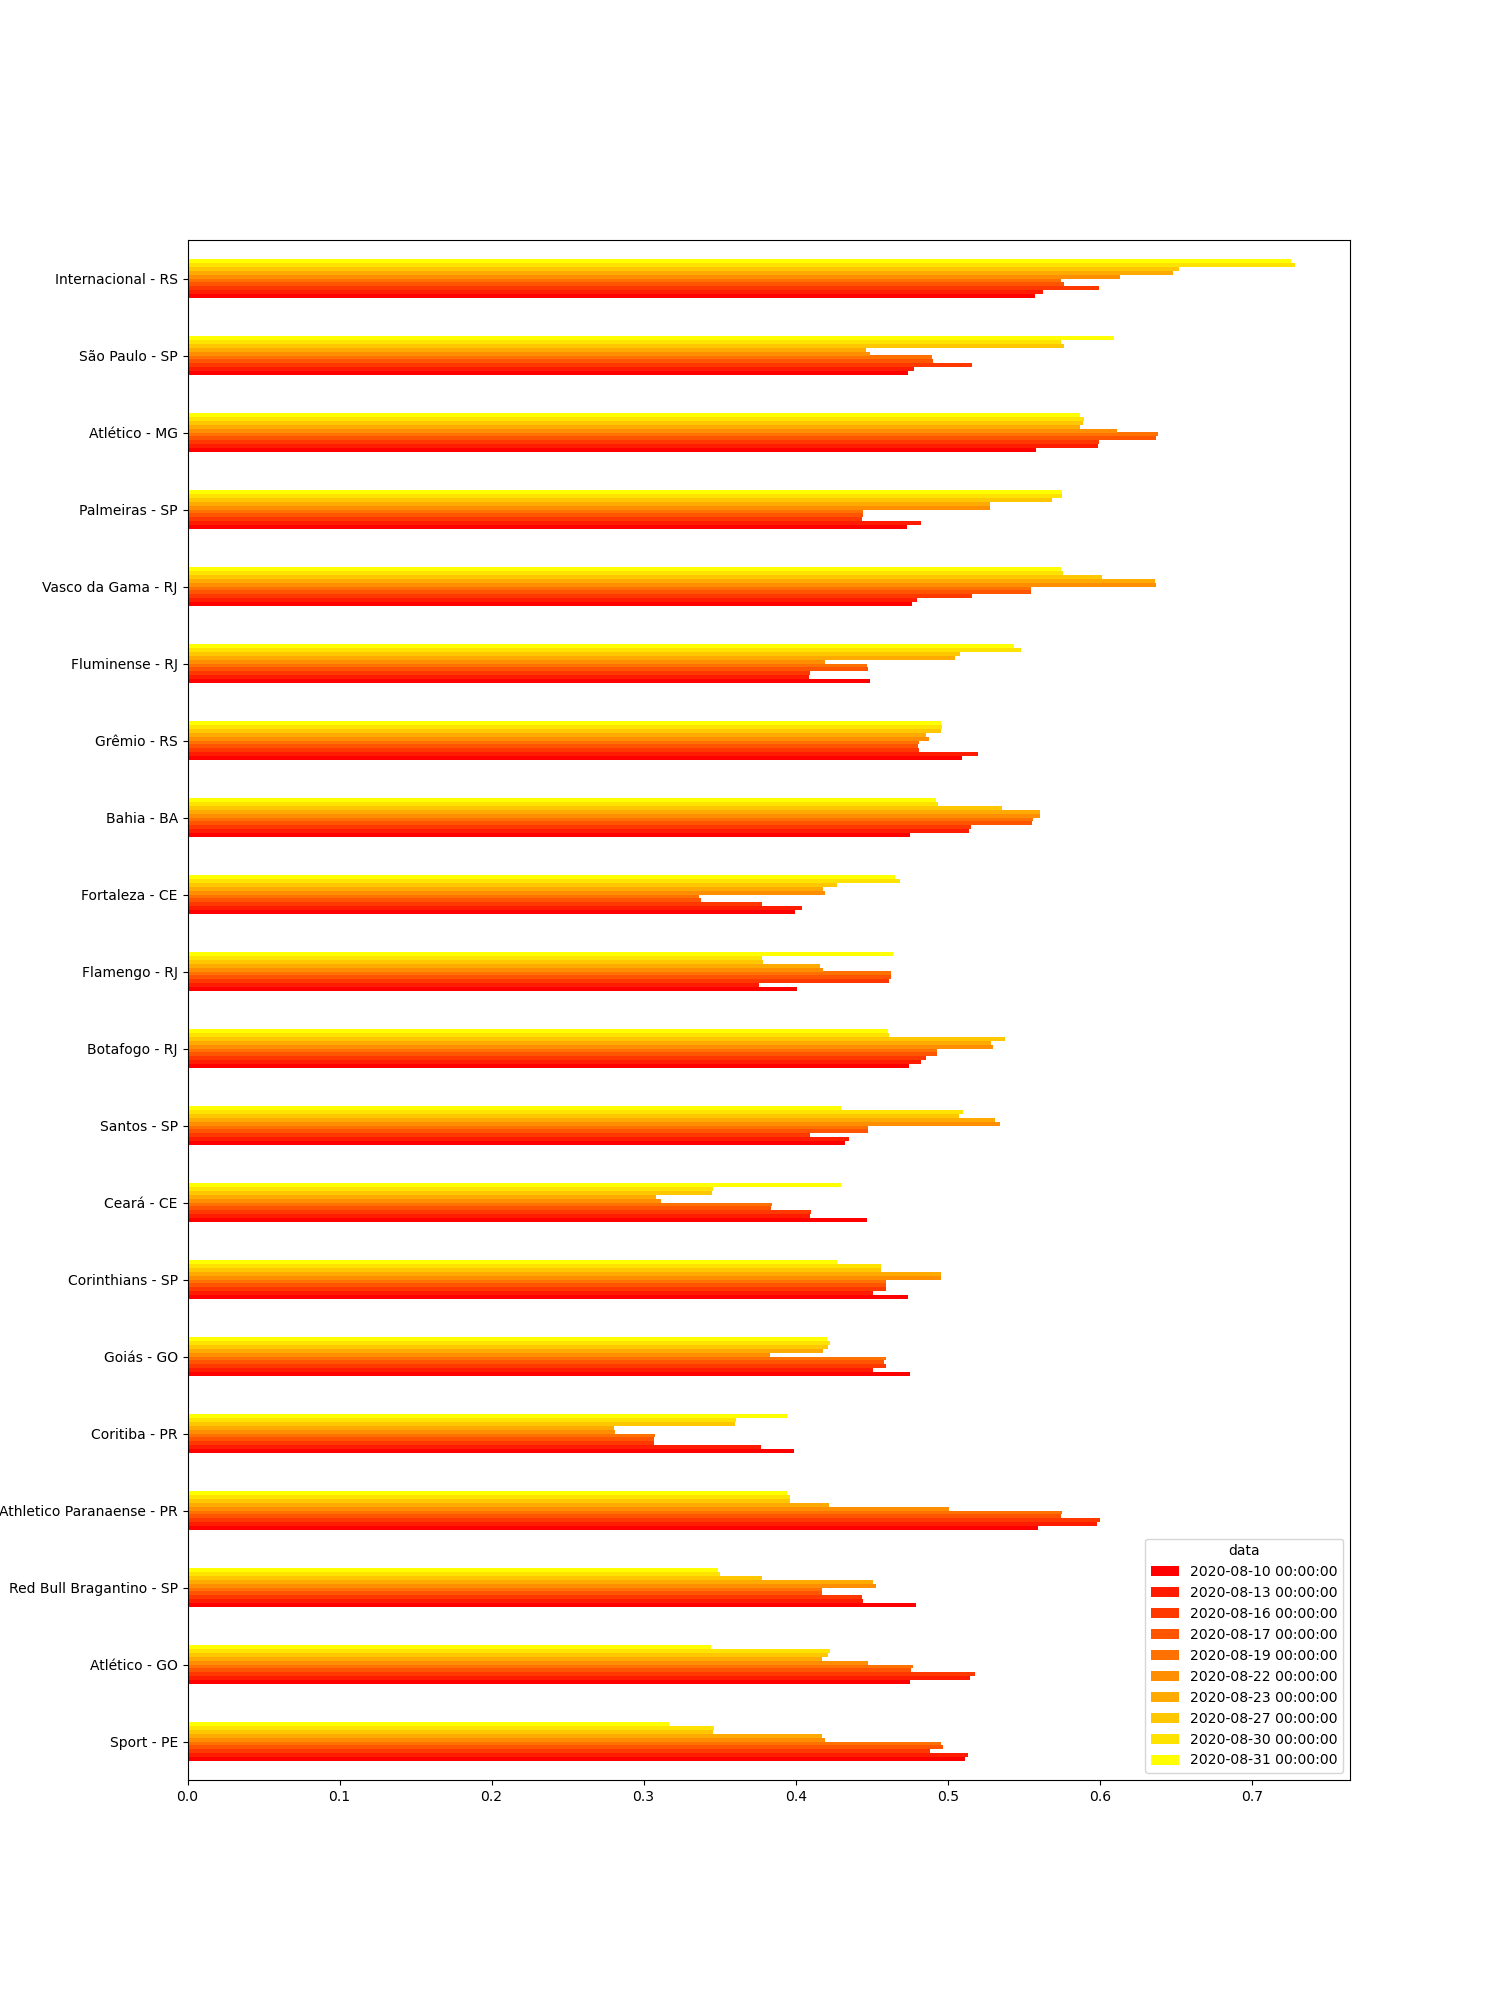 Internacional - RS
São Paulo - SP
Atlético - MG
Palmeiras - SP
Vasco da Gama - RJ
Fluminense - RJ
Grêmio - RS
Bahia - BA
Fortaleza - CE
Flamengo - RJ
Botafogo - RJ
Santos - SP
Ceará - CE
Corinthians - SP
Goiás - GO
Coritiba - PR
Athletico Paranaense - PR
Red Bull Bragantino - SP
Atlético - GO
Sport - PE
data
2020-08-10 00:00:00
2020-08-13 00:00:00
2020-08-16 00:00:00
2020-08-17 00:00:00
2020-08-19 00:00:00
2020-08-22 00:00:00
2020-08-23 00:00:00
2020-08-27 00:00:00
2020-08-30 00:00:00
2020-08-31 00:00:00
0.0 0.1 0.2 0.3 0.4 0.5 0.6 0.7